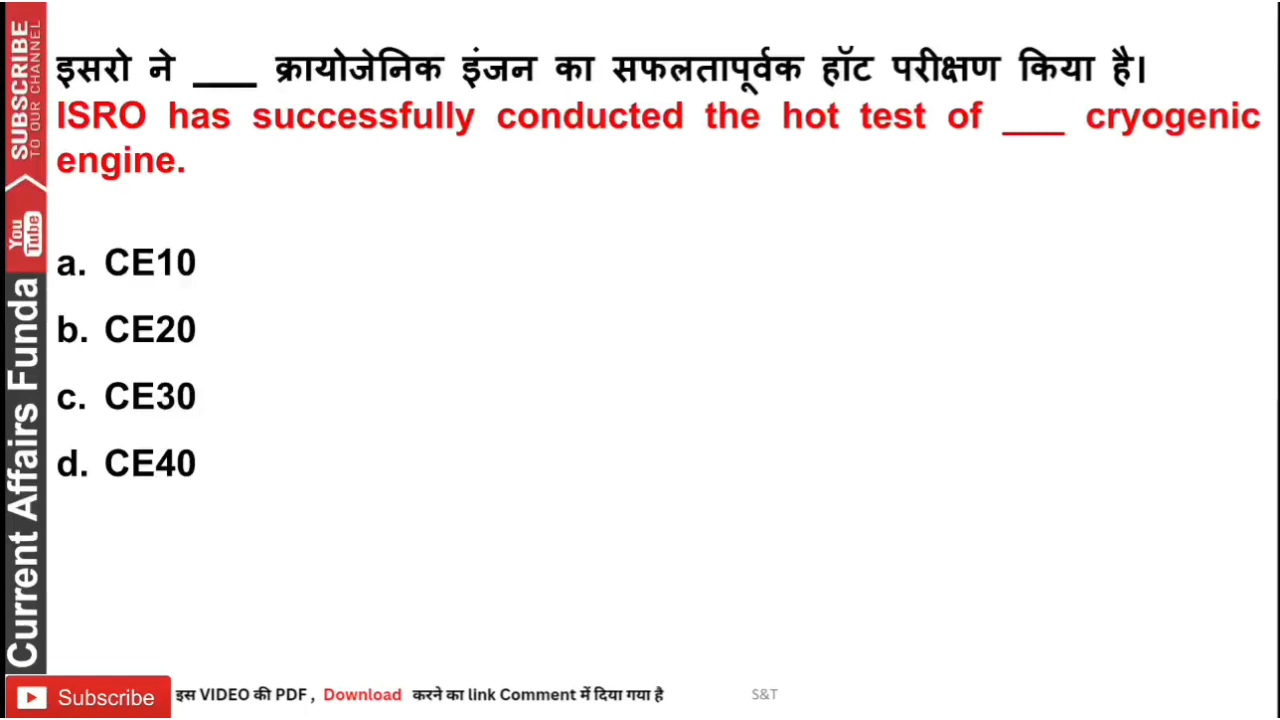 इसरो ने ____ क्रायोजेनिक इंजन का सफलतापूर्वक हॉट परीक्षण किया है।
ISRO has successfully conducted the hot test of ___ cryogenic
engine.
a. CE10
b. CE20
c. CE30
d. CE40
SUBSCRIBE
TO OUR CHANNEL
You
Tube
Current Affairs Funda
Subscribe
इस VIDEO की PDF , Download करने का link Comment में दिया गया है
S&T